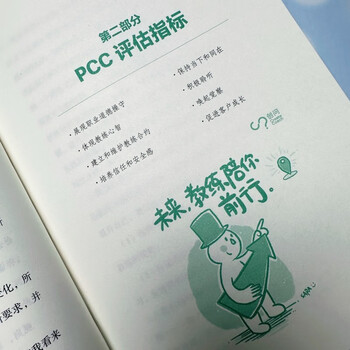 第二部分
PCC 评估指标
·展现职业道德操守
·体现教练心智
·建立和维护教练合约
·培养信任和安全感
·保持当下和同在
·积极聆听
·唤起觉察
·促进客户成长
未来，教练陪你
前行。
化，所
要求，并
我看来